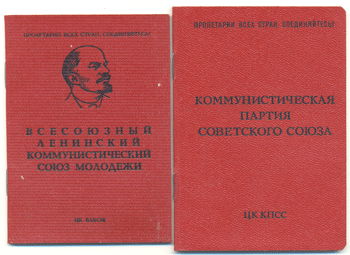 ПРОЛЕТАРИИ ВСЕХ СТРАН, СОЕДИНЯЙТЕСЬ!
ВСЕСОЮЗНЫЙ
ЛЕНИНСКИЙ
КОММУНИСТИЧЕСКИЙ
СОЮЗ МОЛОДЕЖИ
ЦК ВЛКСМ
ПРОЛЕТАРИИ ВСЕХ СТРАН, СОЕДИНЯЙТЕСЬ!
КОММУНИСТИЧЕСКАЯ
ПАРТИЯ
СОВЕТСКОГО СОЮЗА
ЦК КПСС